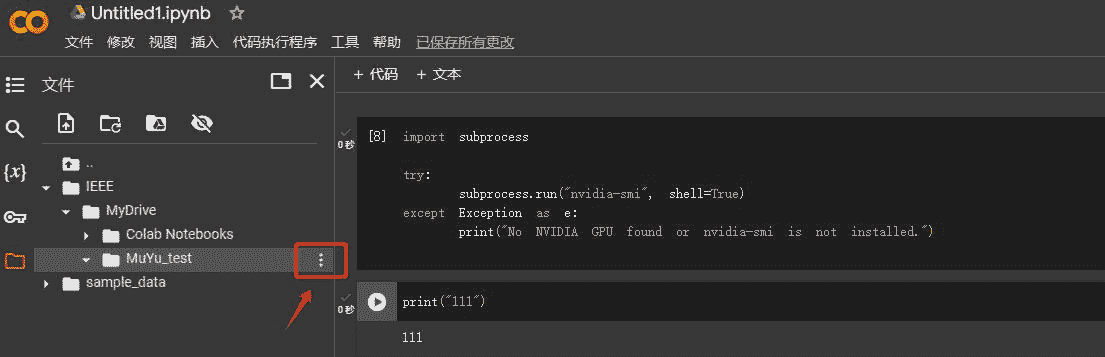 Untitled1.ipynb
文件 修改 视图 插入 代码执行程序 工具 帮助 已保存所有更改
文件
+ 代码 + 文本
..
IEEE
MyDrive
Colab Notebooks
MuYu_test
sample_data
{x}
0秒
[8] import subprocess
try:
subprocess.run("nvidia-smi", shell=True)
except Exception as e:
print("No NVIDIA GPU found or nvidia-smi is not installed.")
0秒
print("111")
111